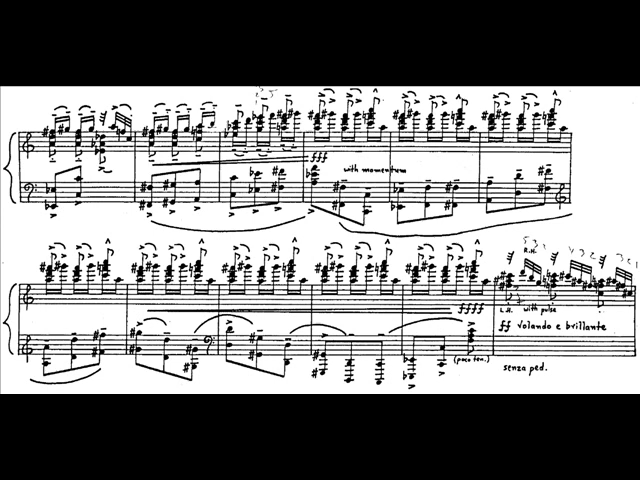 fff
with momentum
ffff
(poco ten.)
R.H.
L.H. with pulse
ff volando e brillante
senza ped.